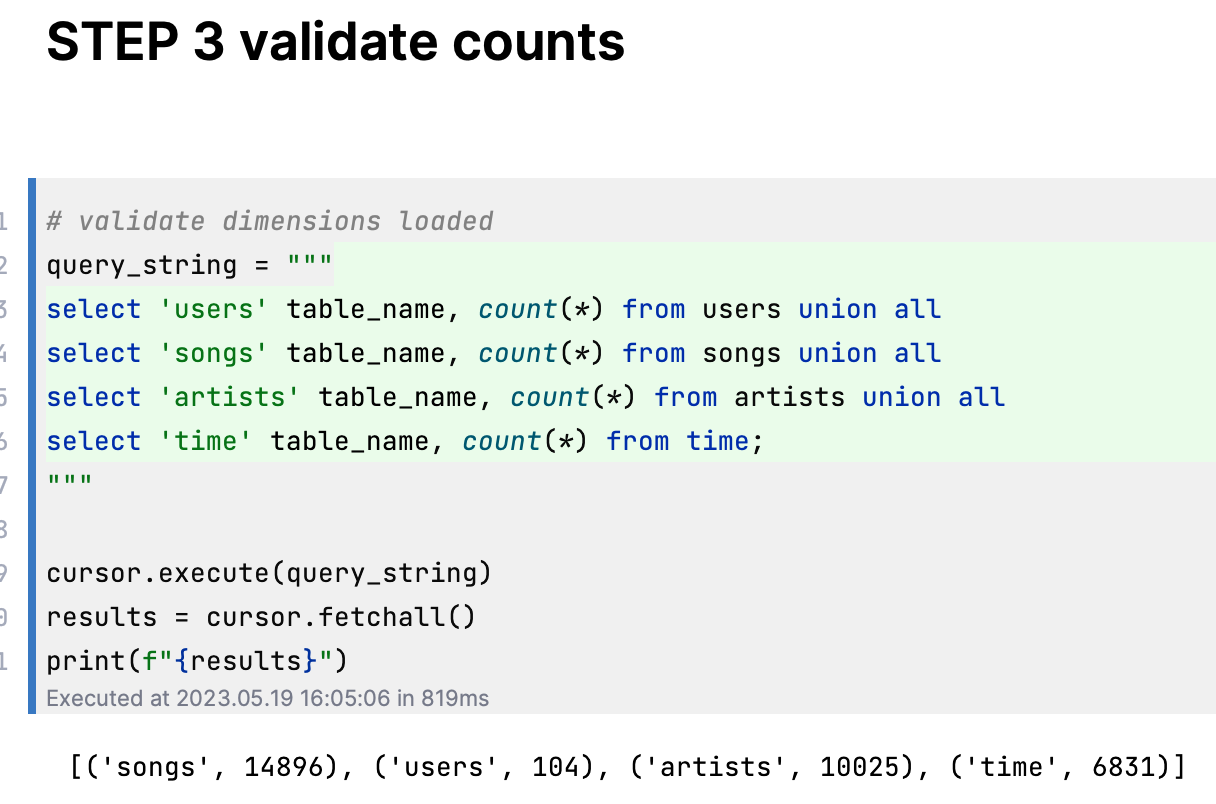 STEP 3 validate counts
1 # validate dimensions loaded
2 query_string = """
3 select 'users' table_name, count(*) from users union all
4 select 'songs' table_name, count(*) from songs union all
5 select 'artists' table_name, count(*) from artists union all
6 select 'time' table_name, count(*) from time;
7 """
8
9 cursor.execute(query_string)
0 results = cursor.fetchall()
1 print(f"{results}")
Executed at 2023.05.19 16:05:06 in 819ms
[('songs', 14896), ('users', 104), ('artists', 10025), ('time', 6831)]